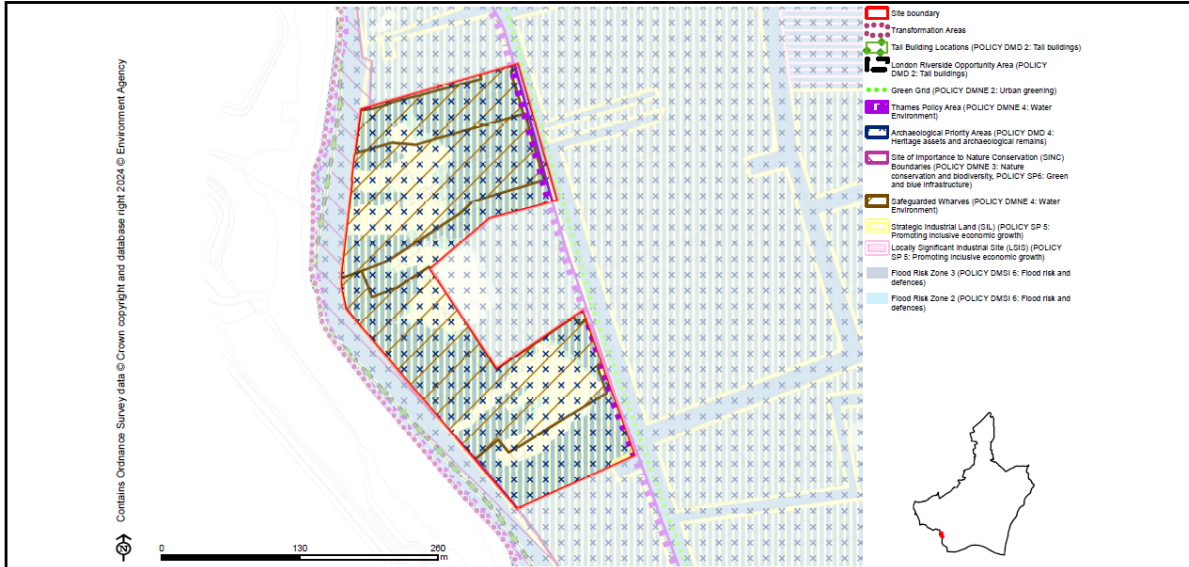 Contains Ordnance Survey data © Crown copyright and database right 2024 © Environment Agency
N
0
130
260
m
Site boundary
Transformation Areas
Tall Building Locations (POLICY DMD 2: Tall buildings)
London Riverside Opportunity Area (POLICY
DMD 2: Tall buildings)
Green Grid (POLICY DMNE 2: Urban greening)
Thames Policy Area (POLICY DMNE 4: Water
Environment)
Archaeological Priority Areas (POLICY DMD 4:
Heritage assets and archaeological remains)
Site of Importance to Nature Conservation (SINC)
Boundaries (POLICY DMNE 3: Nature
conservation and biodiversity, POLICY SP6: Green
and blue infrastructure)
Safeguarded Wharves (POLICY DMNE 4: Water
Environment)
Strategic Industrial Land (SIL) (POLICY SP 5:
Promoting inclusive economic growth)
Locally Significant Industrial Site (LSIS) (POLICY
SP 5: Promoting inclusive economic growth)
Flood Risk Zone 3 (POLICY DMSI 6: Flood risk and
defences)
Flood Risk Zone 2 (POLICY DMSI 6: Flood risk and
defences)